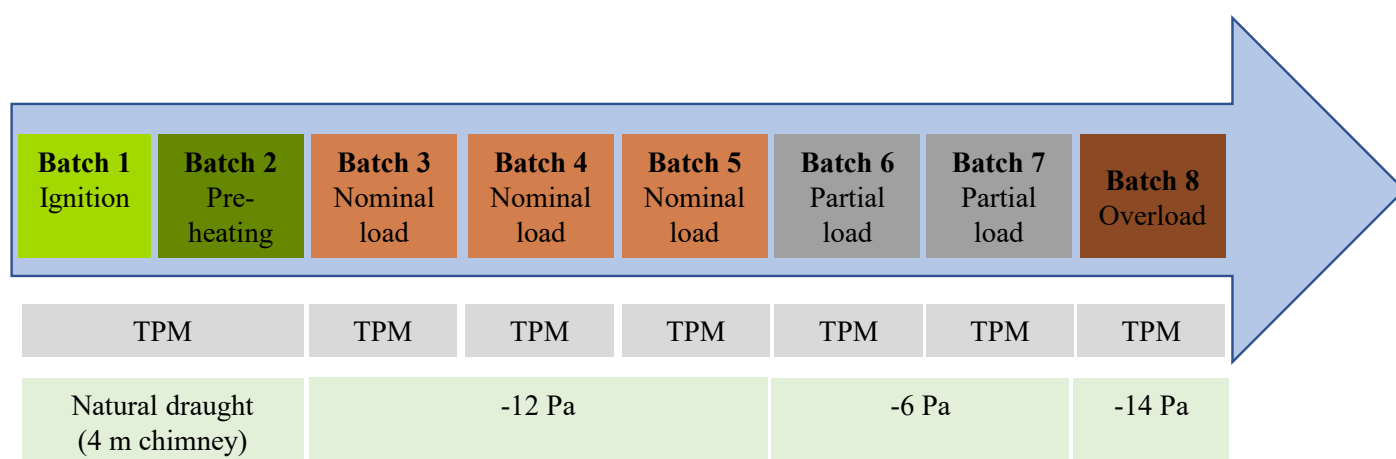 Batch 1
Ignition
Batch 2
Pre-
heating
Batch 3
Nominal
load
Batch 4
Nominal
load
Batch 5
Nominal
load
Batch 6
Partial
load
Batch 7
Partial
load
Batch 8
Overload
TPM
TPM
TPM
TPM
TPM
TPM
TPM
Natural draught
(4 m chimney)
-12 Pa
-6 Pa
-14 Pa